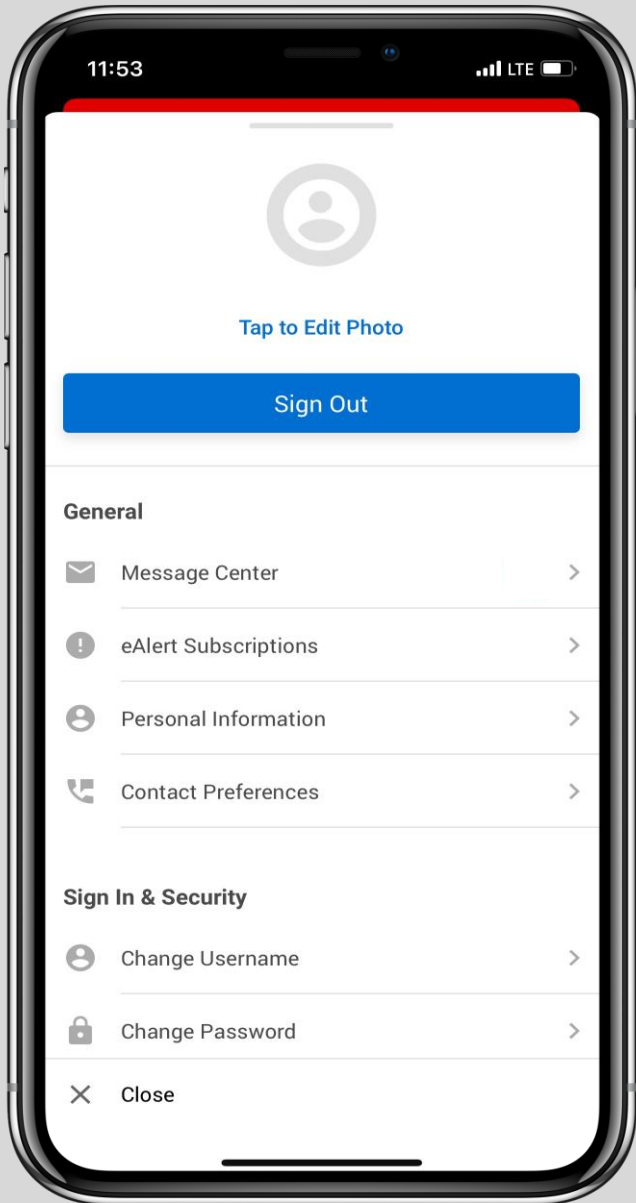 11:53
LTE
Tap to Edit Photo
Sign Out
General
Message Center
eAlert Subscriptions
Personal Information
Contact Preferences
Sign In & Security
Change Username
Change Password
Close